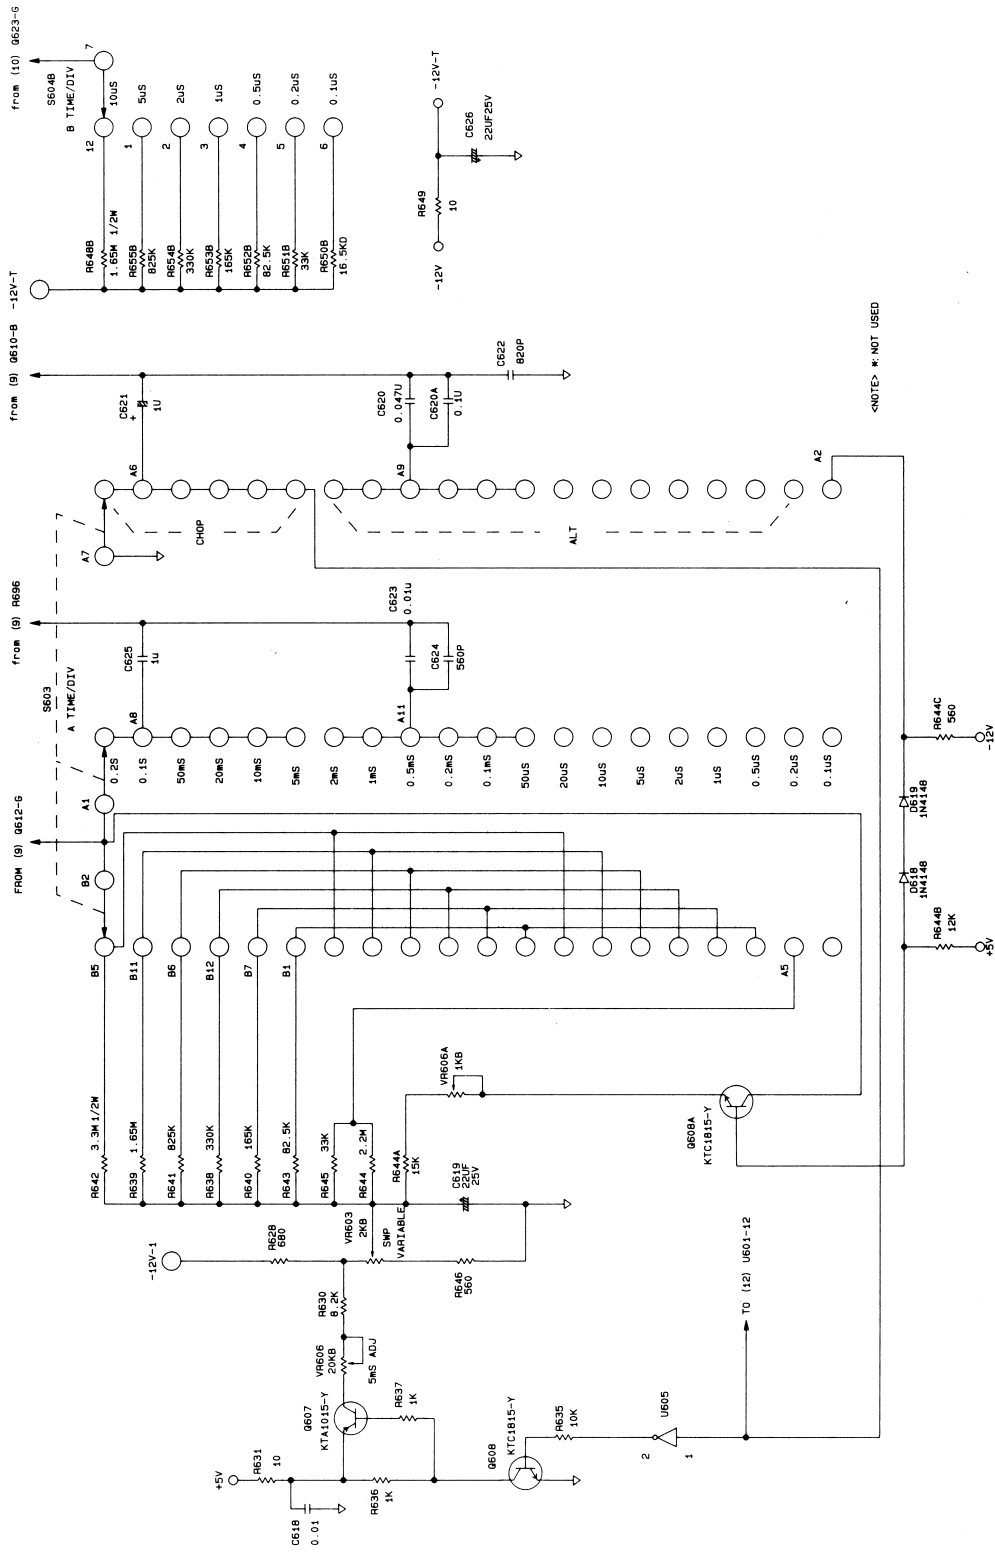 from (10) Q623-G
S604B
B TIME/DIV
7
12
10uS
1
5uS
2
2uS
3
1uS
4
0.5uS
5
0.2uS
6
0.1uS
R648B
1.65M 1/2W
R655B
825K
R654B
330K
R653B
165K
R652B
82.5K
R651B
33K
R650B
16.5KD
-12V-T
-12V-T
C626
22UF25V
R649
10
-12V
from (9) Q610-B
C621
+
1U
C620
0.047U
C620A
0.1U
C622
820P
A6
A9
A2
A7
7
CHOP
ALT
<NOTE> *: NOT USED
from (9) R696
C625
1u
C623
0.01u
C624
560P
S603
A TIME/DIV
A8
A11
0.2S
0.1S
50mS
20mS
10mS
5mS
2mS
1mS
0.5mS
0.2mS
0.1mS
50uS
20uS
10uS
5uS
2uS
1uS
0.5uS
0.2uS
0.1uS
A1
FROM (9) Q612-G
B2
B5
B11
B6
B12
B7
B1
A5
R644C
560
-12V
D619
1N4148
D618
1N4148
R644B
12K
+5V
R642
3.3M 1/2W
R639
1.65M
R641
825K
R638
330K
R640
165K
R643
82.5K
R645
33K
R644
2.2M
R644A
15K
VR606A
1KB
Q608A
KTC1815-Y
C619
22UF
25V
-12V-1
R628
680
VR603
2KB
SWP
VARIABLE
R646
560
R630
8.2K
VR606
20KB
5mS ADJ
Q607
KTA1015-Y
R637
1K
+5V
R631
10
C618
0.01
R636
1K
Q608
KTC1815-Y
R635
10K
U605
2
1
TO (12) U601-12